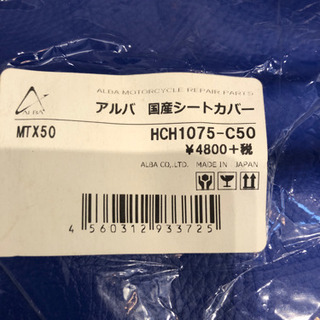 ALBA MOTORCYCLE REPAIR PARTS
アルバ 国産シートカバー
ALBA
MTX50 HCH1075-C50
¥4800+税
ALBA CO,.LTD. MADE IN JAPAN
4 560312 933725